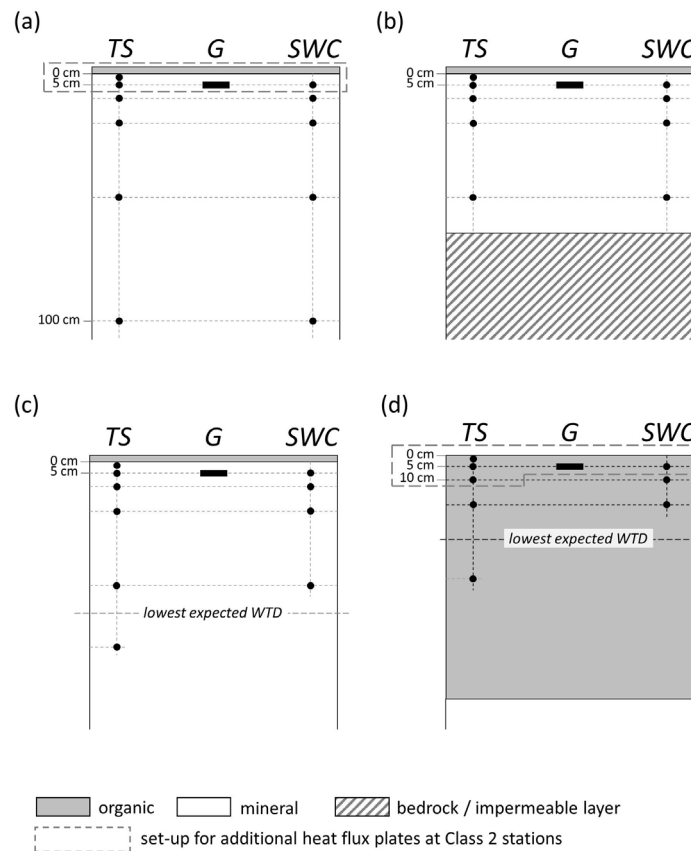 (a)
TS G SWC
0 cm
5 cm
100 cm
(b)
TS G SWC
0 cm
5 cm
(c)
TS G SWC
0 cm
5 cm
lowest expected WTD
(d)
TS G SWC
0 cm
5 cm
10 cm
lowest expected WTD
organic mineral bedrock / impermeable layer
set-up for additional heat flux plates at Class 2 stations